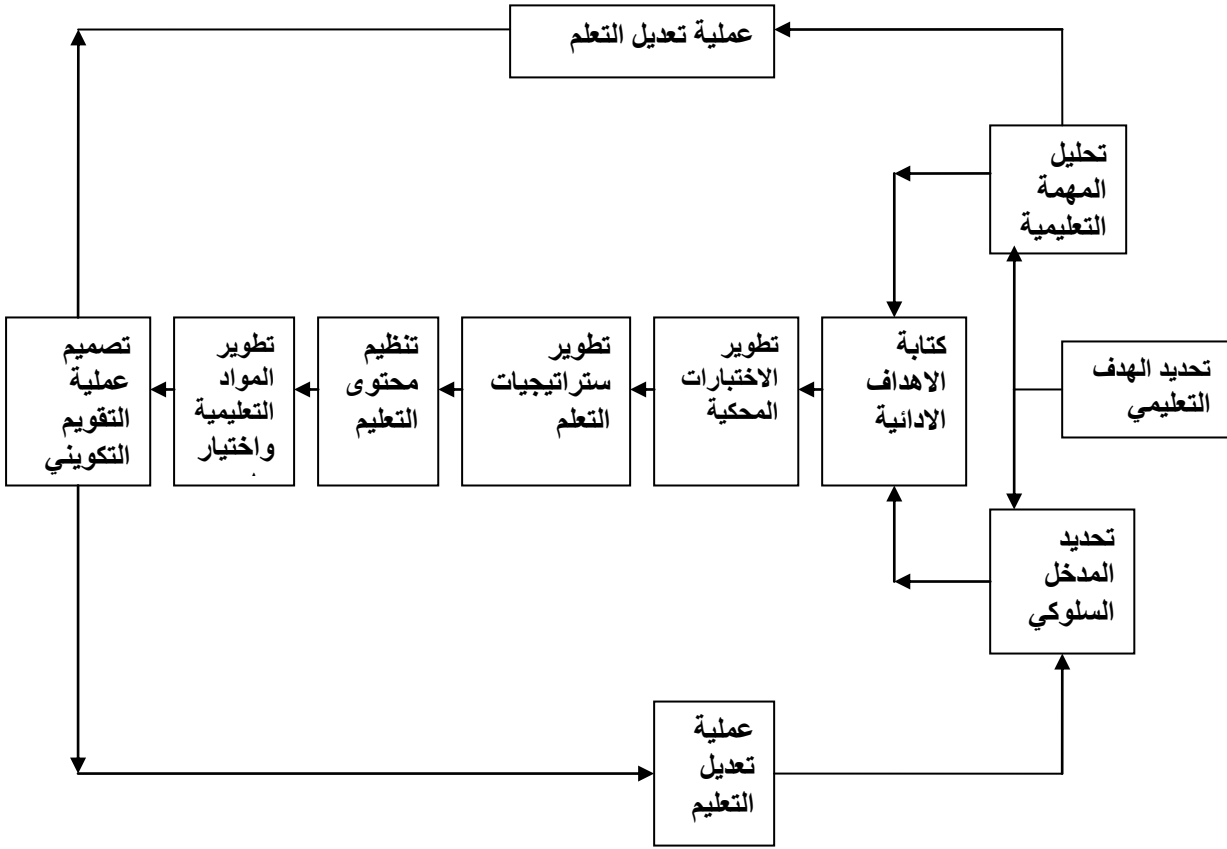 عملية تعديل التعلم
تحليل
المهمة
التعليمية
تحديد الهدف
التعليمي
تحديد
المدخل
السلوكي
كتابة
الاهداف
الادائية
تطوير
الاختبارات
المحكية
تطوير
ستراتيجيات
التعلم
تنظيم
محتوى
التعليم
تطوير
المواد
التعليمية
واختيار
تصميم
عملية
التقويم
التكويني
عملية
تعديل
التعليم